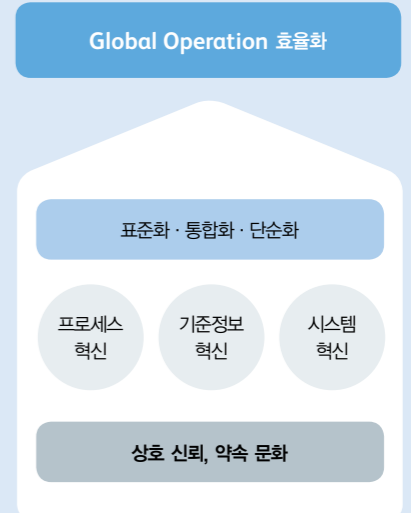 Global Operation 효율화
표준화 · 통합화 · 단순화
프로세스
혁신
기준정보
혁신
시스템
혁신
상호 신뢰, 약속 문화